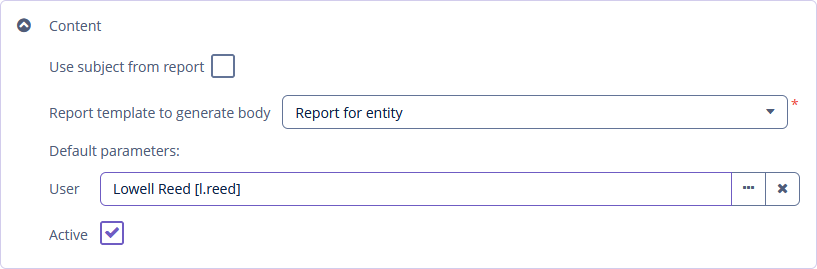 Content
Use subject from report
Report template to generate body Report for entity *
Default parameters:
User Lowell Reed [l.reed] ...
Active